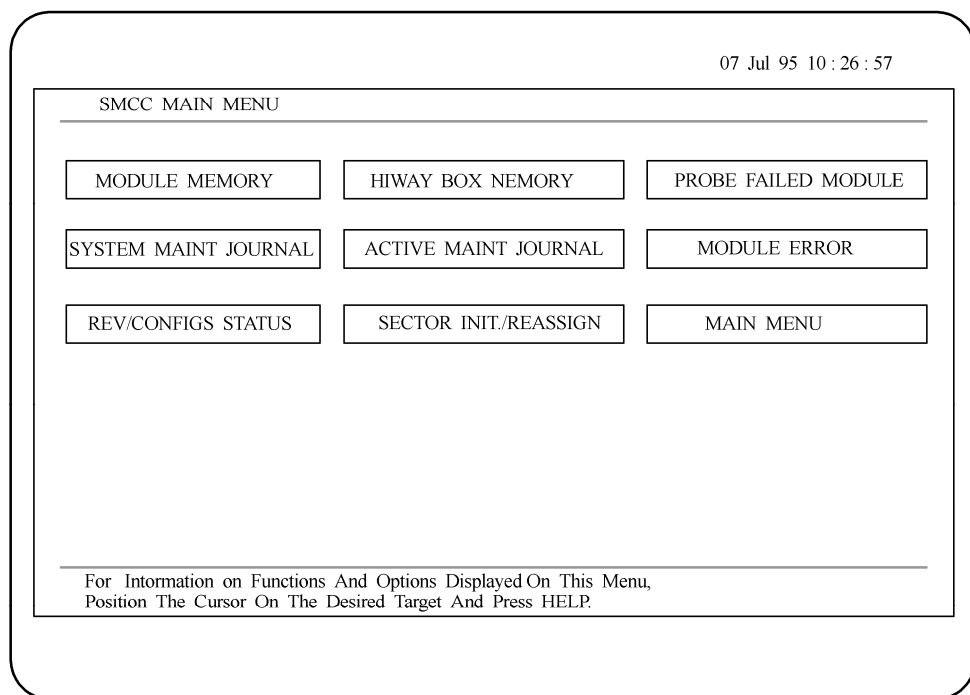 07 Jul 95 10 : 26 : 57
SMCC MAIN MENU
MODULE MEMORY
HIWAY BOX NEMORY
PROBE FAILED MODULE
SYSTEM MAINT JOURNAL
ACTIVE MAINT JOURNAL
MODULE ERROR
REV/CONFIGS STATUS
SECTOR INIT./REASSIGN
MAIN MENU
For Intormation on Functions And Options Displayed On This Menu,
Position The Cursor On The Desired Target And Press HELP.